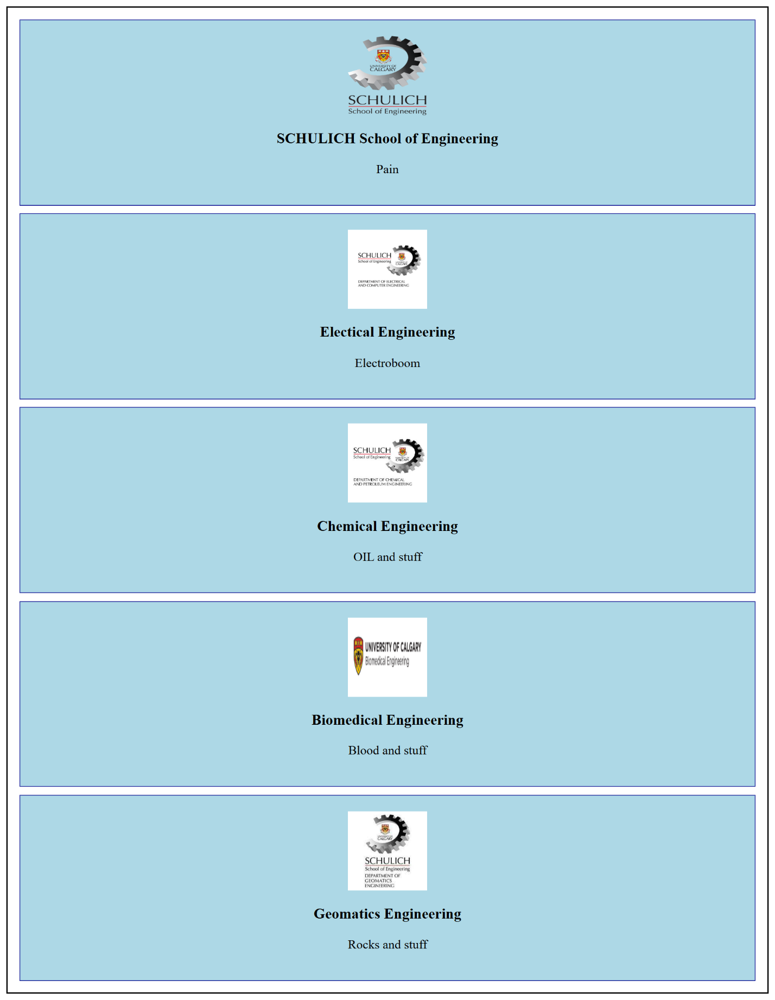 UNIVERSITY OF
CALGARY
SCHULICH
School of Engineering
SCHULICH School of Engineering
Pain
SCHULICH
School of Engineering
UNIVERSITY OF
CALGARY
DEPARTMENT OF ELECTRICAL
AND COMPUTER ENGINEERING
Electical Engineering
Electroboom
SCHULICH
School of Engineering
UNIVERSITY OF
CALGARY
DEPARTMENT OF CHEMICAL
AND PETROLEUM ENGINEERING
Chemical Engineering
OIL and stuff
UNIVERSITY OF CALGARY
Biomedical Engineering
Biomedical Engineering
Blood and stuff
UNIVERSITY OF
CALGARY
SCHULICH
School of Engineering
DEPARTMENT OF
GEOMATICS
ENGINEERING
Geomatics Engineering
Rocks and stuff